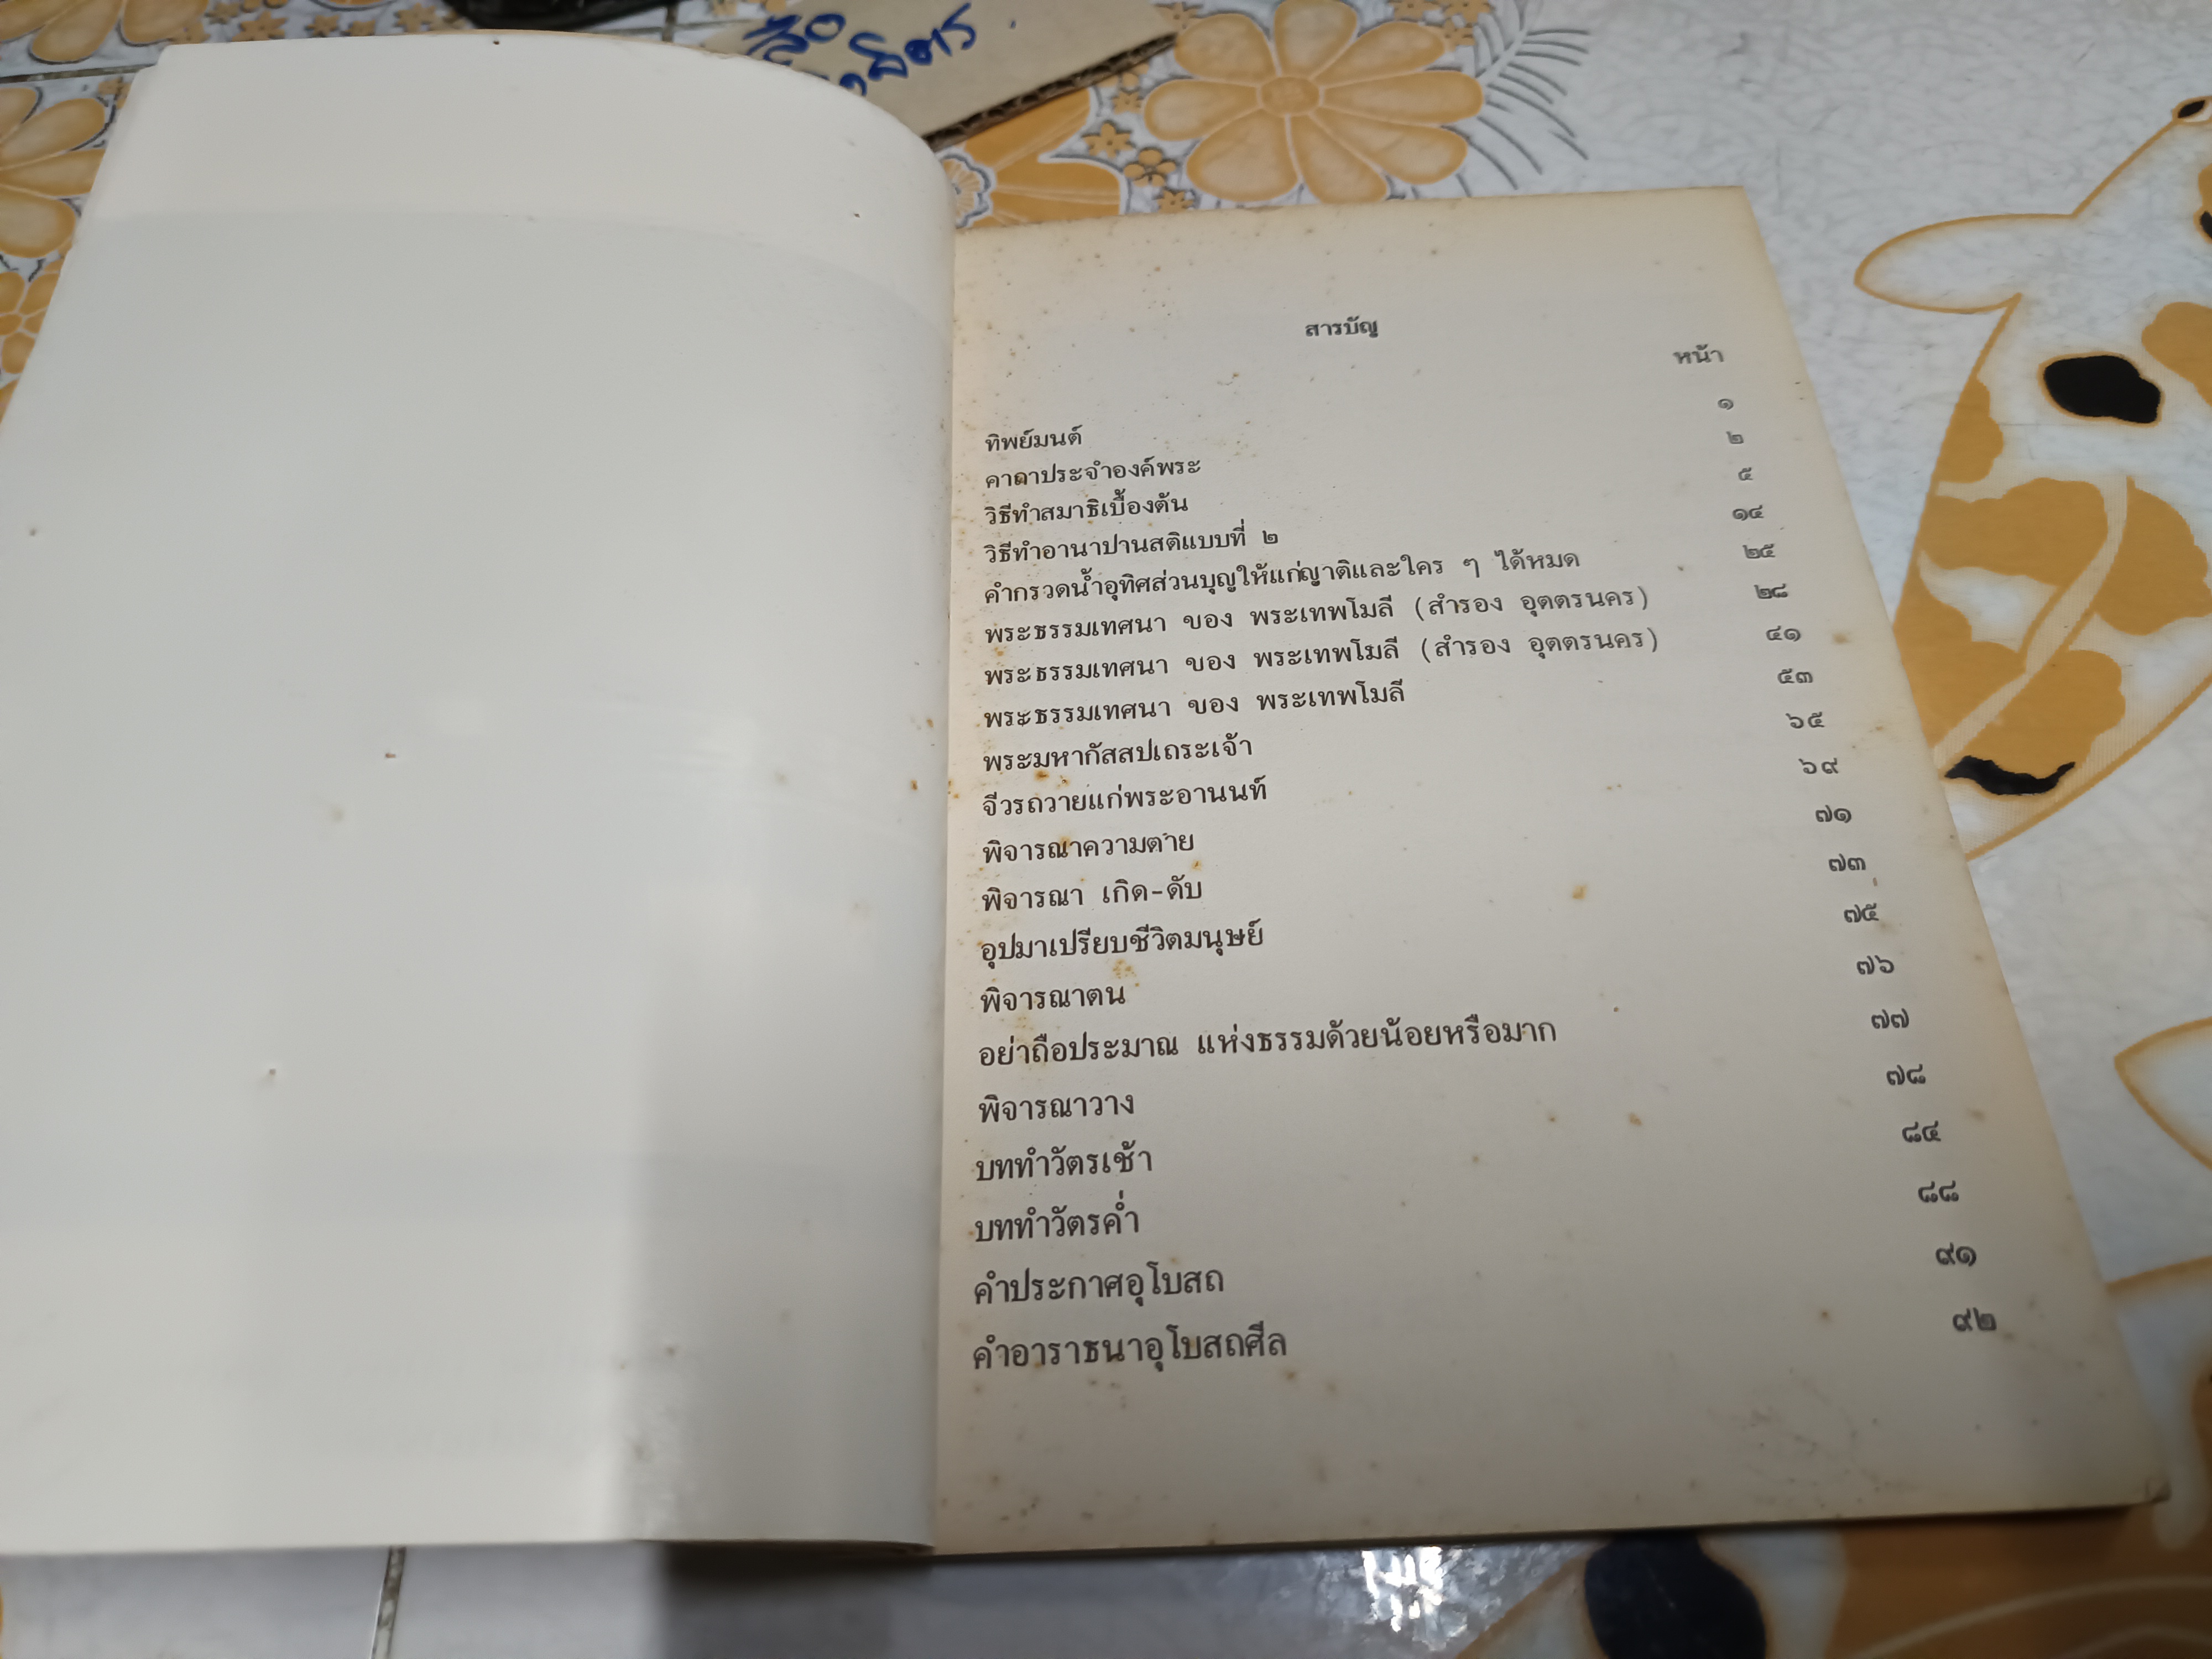 สารบัญ
หน้า
ทิพย์มนต์ ๑
คาถาประจำองค์พระ ๒
วิธีทำสมาธิเบื้องต้น ๕
วิธีทำอานาปานสติแบบที่ ๒ ๑๔
คำกรวดน้ำอุทิศส่วนบุญให้แก่ญาติและใคร ๆ ได้หมด ๒๕
พระธรรมเทศนา ของ พระเทพโมลี (สำรอง อุตตรนคร) ๒๘
พระธรรมเทศนา ของ พระเทพโมลี (สำรอง อุตตรนคร) ๔๑
พระธรรมเทศนา ของ พระเทพโมลี ๕๓
พระมหากัสสปเถระเจ้า ๖๕
จีวรถวายแก่พระอานนท์ ๖๙
พิจารณาความตาย ๗๑
พิจารณา เกิด-ดับ ๗๓
อุปมาเปรียบชีวิตมนุษย์ ๗๕
พิจารณาตน ๗๖
อย่าถือประมาณ แห่งธรรมด้วยน้อยหรือมาก ๗๗
พิจารณาวาง ๗๘
บททำวัตรเช้า ๘๔
บททำวัตรค่ำ ๘๘
คำประกาศอุโบสถ ๙๑
คำอาราธนาอุโบสถศีล ๙๒